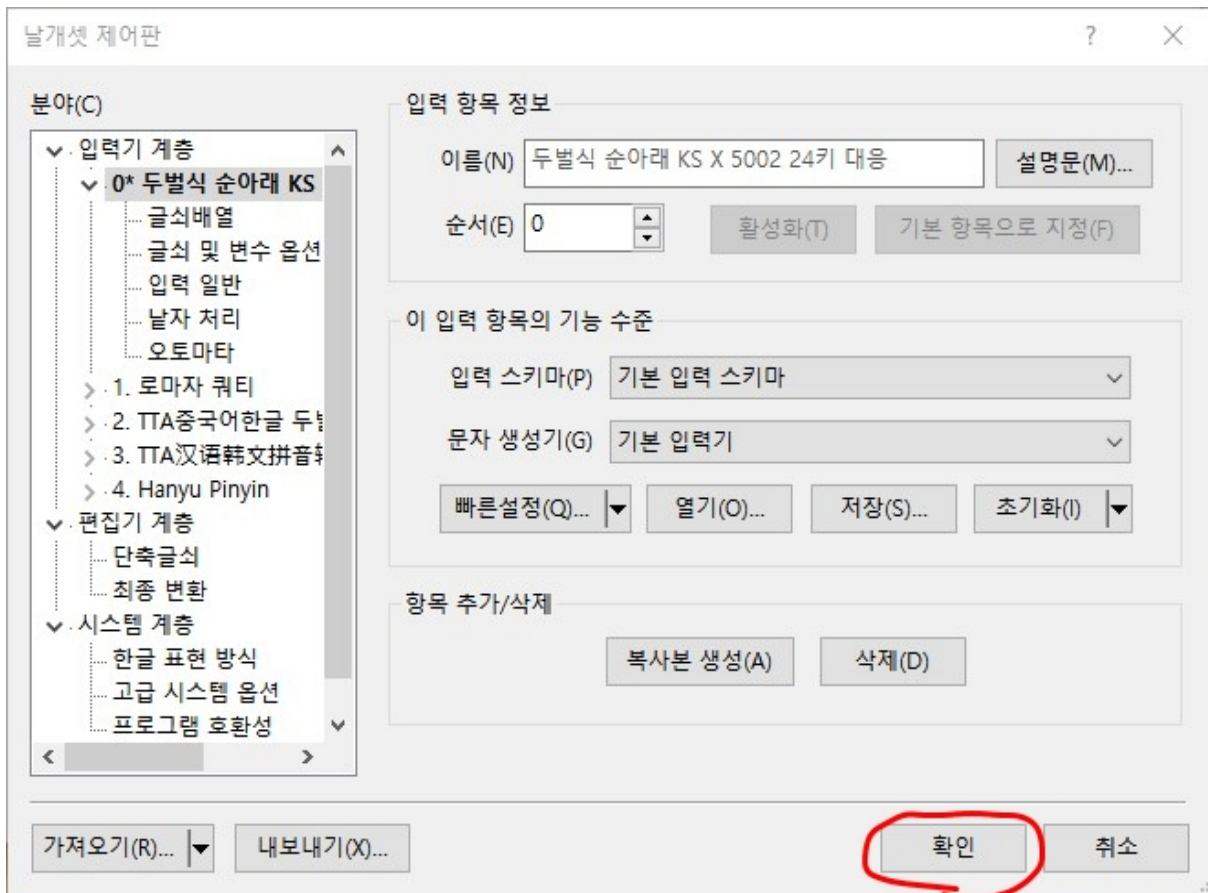 날개셋 제어판
분야(C)
입력기 계층
0* 두벌식 순아래 KS
글쇠배열
글쇠 및 변수 옵션
입력 일반
낱자 처리
오토마타
1. 로마자 쿼티
2. TTA중국어한글
3. TTA汉语韩文拼音
4. Hanyu Pinyin
편집기 계층
단축글쇠
최종 변환
시스템 계층
한글 표현 방식
고급 시스템 옵션
프로그램 호환성
입력 항목 정보
이름(N) 두벌식 순아래 KS X 5002 24키 대응 설명문(M)...
순서(E) 0 활성화(T) 기본 항목으로 지정(F)
이 입력 항목의 기능 수준
입력 스키마(P) 기본 입력 스키마
문자 생성기(G) 기본 입력기
빠른설정(Q)... 열기(O)... 저장(S)... 초기화(I)
항목 추가/삭제
복사본 생성(A) 삭제(D)
가져오기(R)... 내보내기(X)... 확인 취소